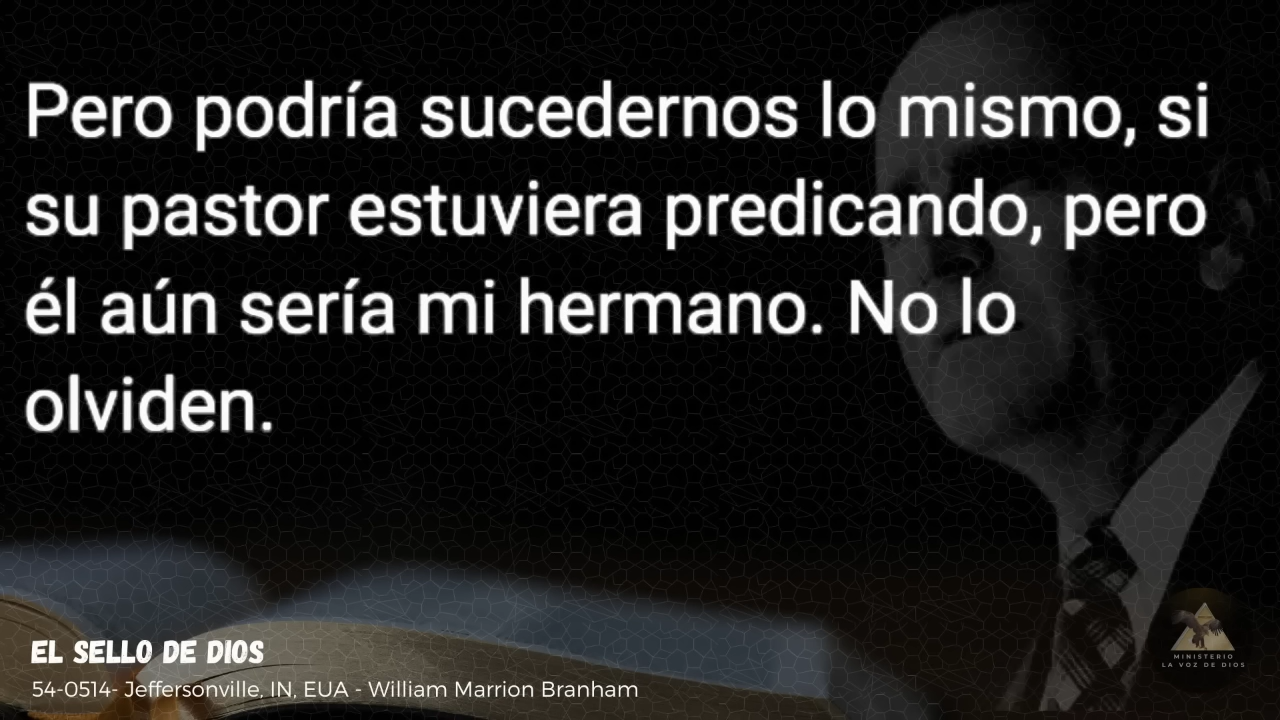 Pero podría sucedernos lo mismo, si
su pastor estuviera predicando, pero
él aún sería mi hermano. No lo
olviden.
EL SELLO DE DIOS
54-0514- Jeffersonville, IN, EUA - William Marrion Branham
MINISTERIO
LA VOZ DE DIOS